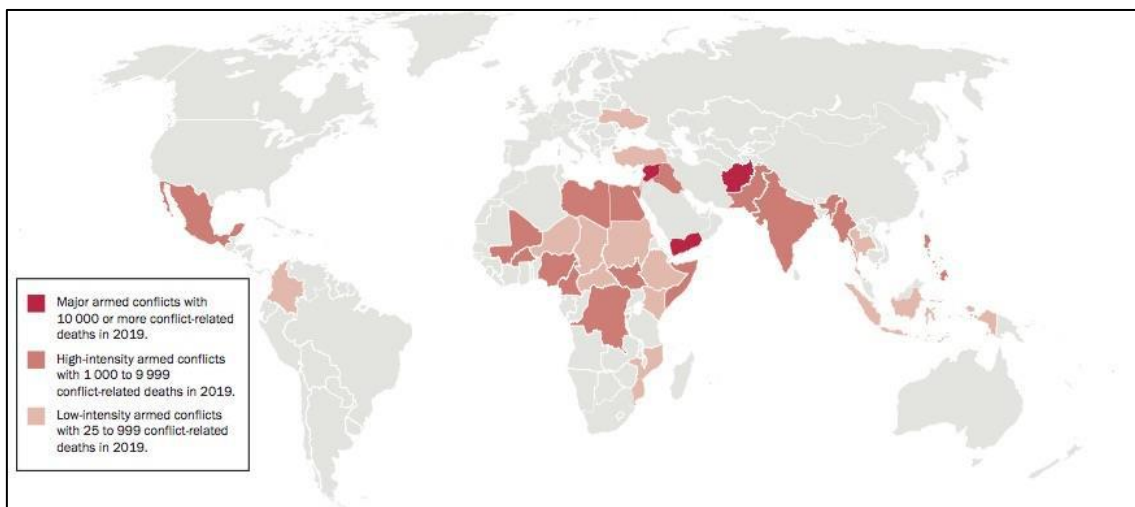 Major armed conflicts with
10 000 or more conflict-related
deaths in 2019.
High-intensity armed conflicts
with 1 000 to 9 999
conflict-related deaths in 2019.
Low-intensity armed conflicts
with 25 to 999 conflict-related
deaths in 2019.